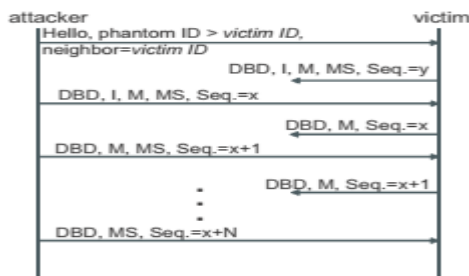 attacker victim
Hello, phantom ID > victim ID,
neighbor=victim ID
DBD, I, M, MS, Seq.=y
DBD, I, M, MS, Seq.=x
DBD, M, Seq.=x
DBD, M, MS, Seq.=x+1
DBD, M, Seq.=x+1
DBD, MS, Seq.=x+N